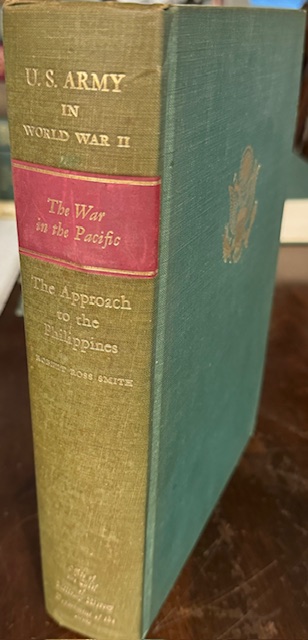 U. S. ARMY
IN
WORLD WAR II
The War
in the Pacific
The Approach
to the
Philippines
ROBERT ROSS SMITH